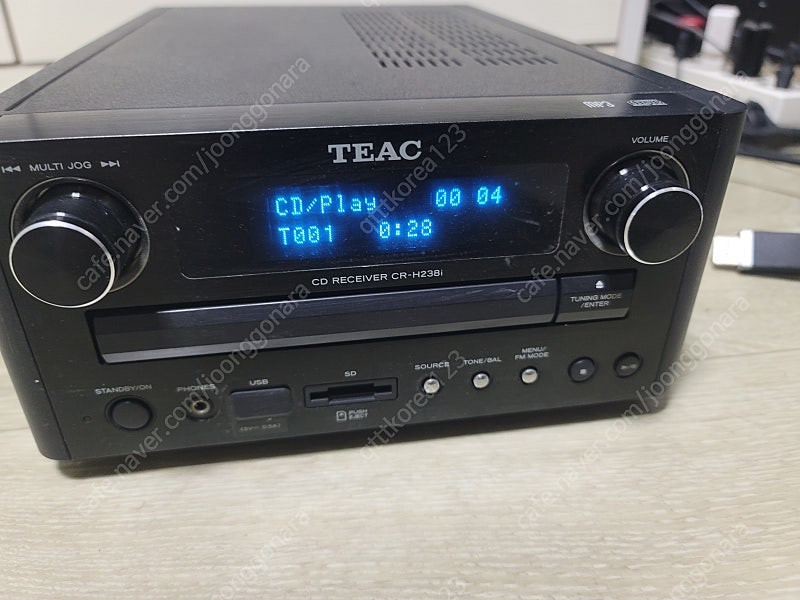 TEAC
MULTI JOG
VOLUME
CD/Play 00 04
T001 0:28
CD RECEIVER CR-H238i
TUNING MODE
/ENTER
STANDBY/ON
PHONES
USB
SD
SOURCE
TONE/BAL
MENU/
FM MODE
PUSH
EJECT
cafe.naver.com/joonggonara
qlttkorea123